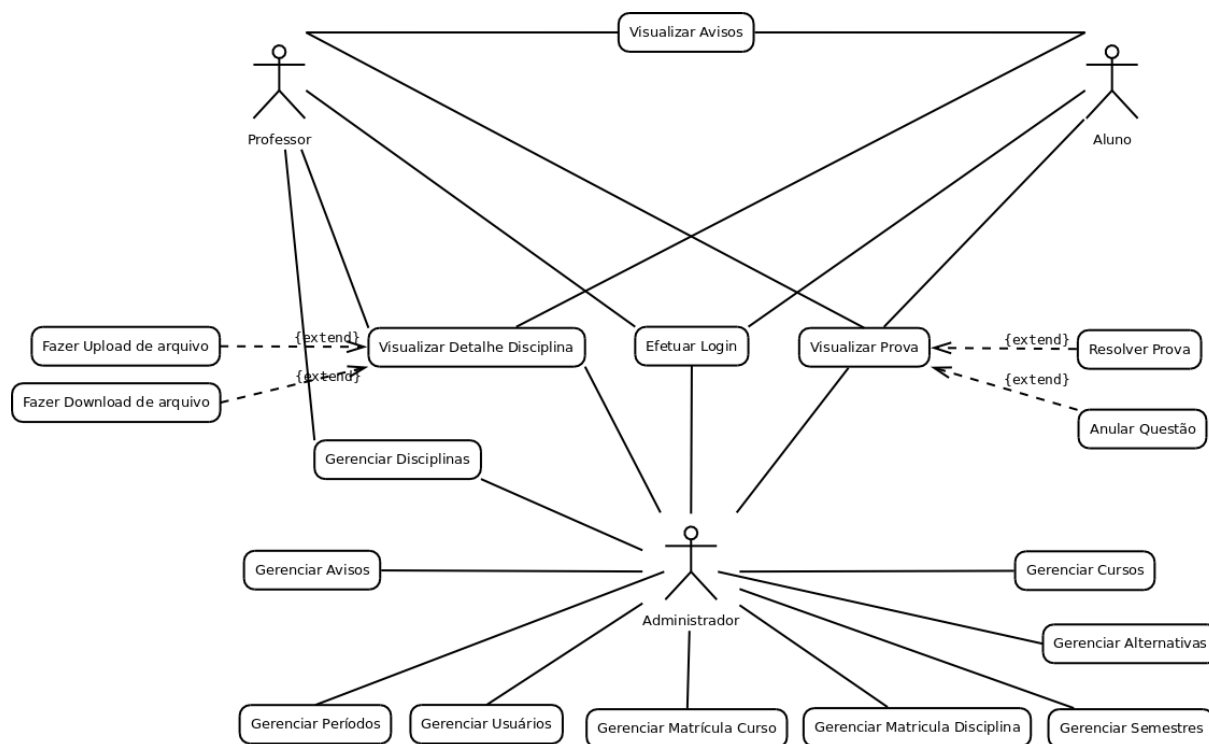 Visualizar Avisos
Professor
Aluno
Fazer Upload de arquivo
{extend}
Visualizar Detalhe Disciplina
Efetuar Login
Visualizar Prova
{extend}
Resolver Prova
Fazer Download de arquivo
{extend}
{extend}
Anular Questão
Gerenciar Disciplinas
Gerenciar Avisos
Gerenciar Cursos
Administrador
Gerenciar Alternativas
Gerenciar Períodos
Gerenciar Usuários
Gerenciar Matrícula Curso
Gerenciar Matricula Disciplina
Gerenciar Semestres